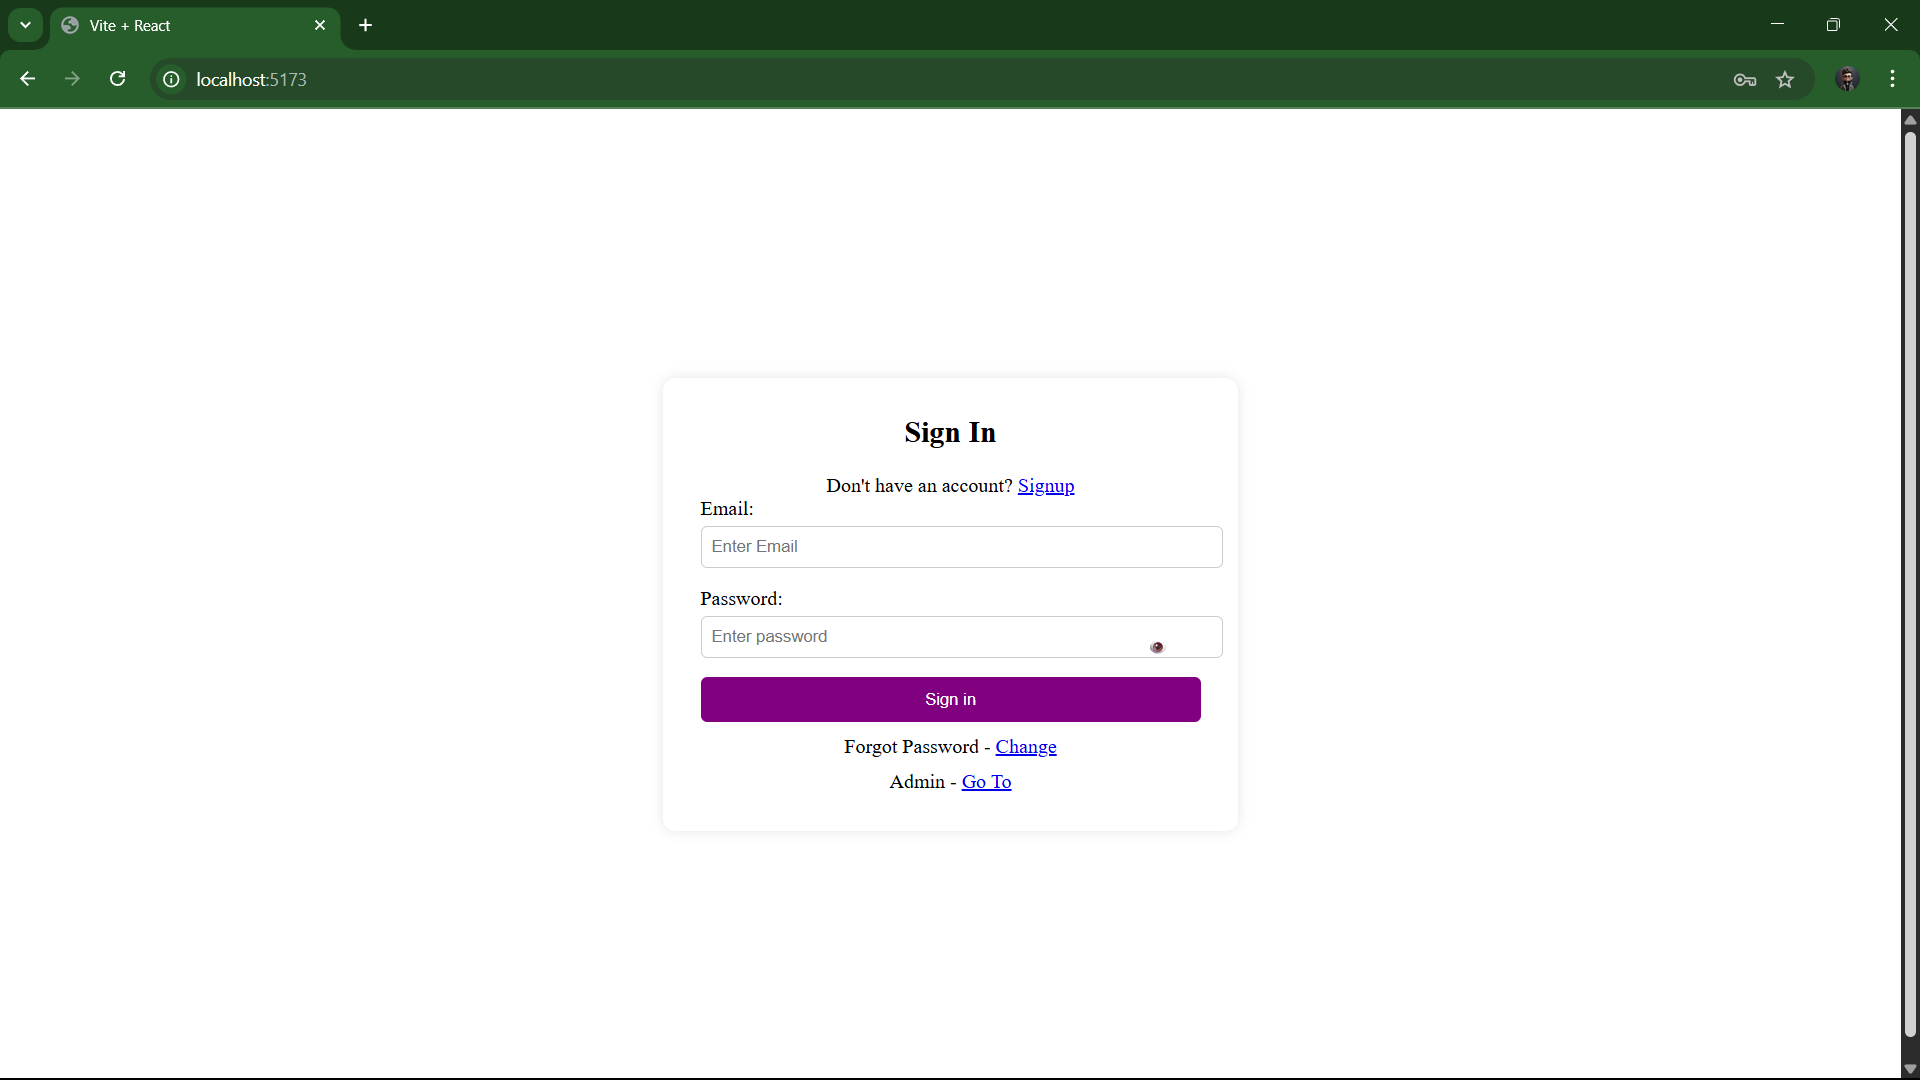 Vite + React
localhost:5173
Sign In
Don't have an account? Signup
Email:
Enter Email
Password:
Enter password
Sign in
Forgot Password - Change
Admin - Go To